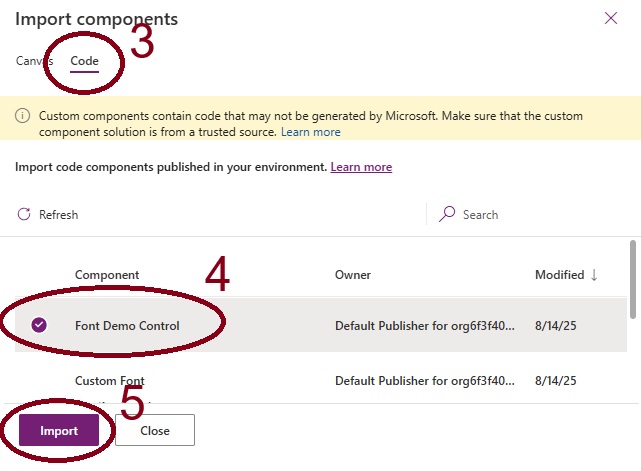 Import components
3
Canvas Code
Custom components contain code that may not be generated by Microsoft. Make sure that the custom
component solution is from a trusted source. Learn more
Import code components published in your environment. Learn more
Refresh Search
4
Component Owner Modified ↓
Font Demo Control Default Publisher for org6f3f40... 8/14/25
Custom Font Default Publisher for org6f3f40... 8/14/25
5
Import Close